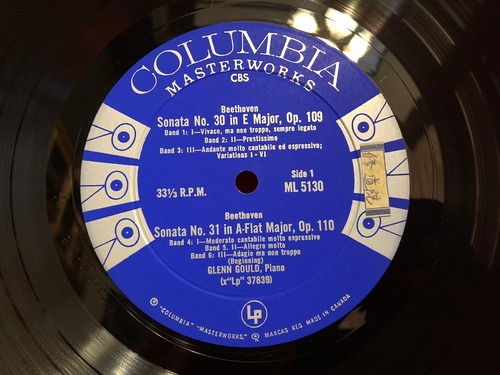 COLUMBIA
MASTERWORKS
CBS
Beethoven
Sonata No. 30 in E Major, Op. 109
Band 1: I—Vivace, ma non troppo, sempre legato
Band 2: II—Prestissimo
Band 3: III—Andante molto cantabile ed espressivo;
Variations I - VI
Side 1
33⅓ R.P.M.
ML 5130
Beethoven
Sonata No. 31 in A-Flat Major, Op. 110
Band 4: I—Moderato cantabile molto espressivo
Band 5. II—Allegro molto
Band 6: III—Adagio ma non troppo
(Beginning)
GLENN GOULD, Piano
(x"Lp" 37839)
Lp
© "COLUMBIA" "MASTERWORKS," ® MARCAS REG MADE IN CANADA